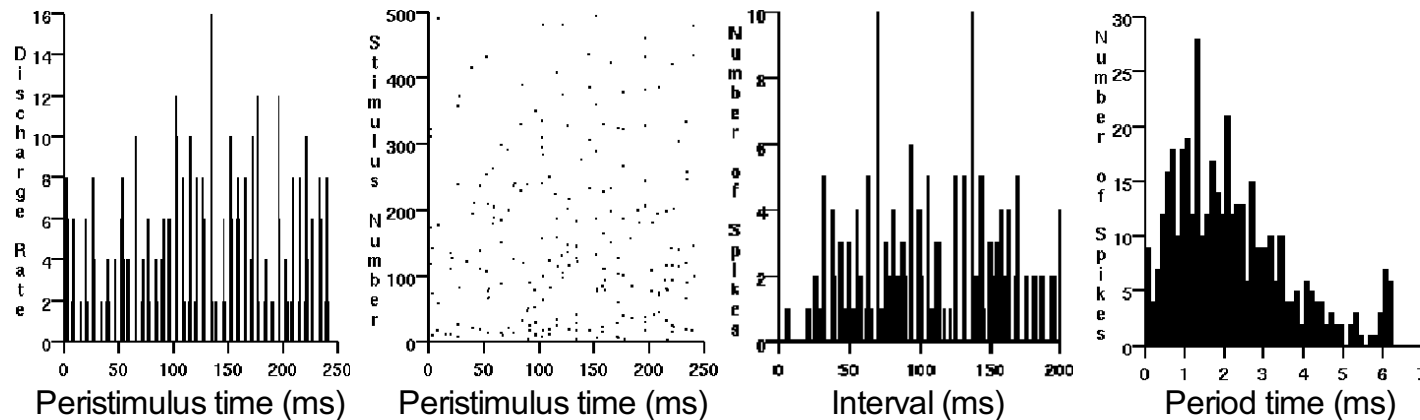 Discharge Rate
16
14
12
10
8
6
4
2
0
0 50 100 150 200 250
Peristimulus time (ms)
Stimulus Number
500
400
300
200
100
0
0 50 100 150 200 250
Peristimulus time (ms)
Number of Spikes
10
8
6
4
2
0
0 50 100 150 200
Interval (ms)
Number of Spikes
30
25
20
15
10
5
0
0 1 2 3 4 5 6 7
Period time (ms)